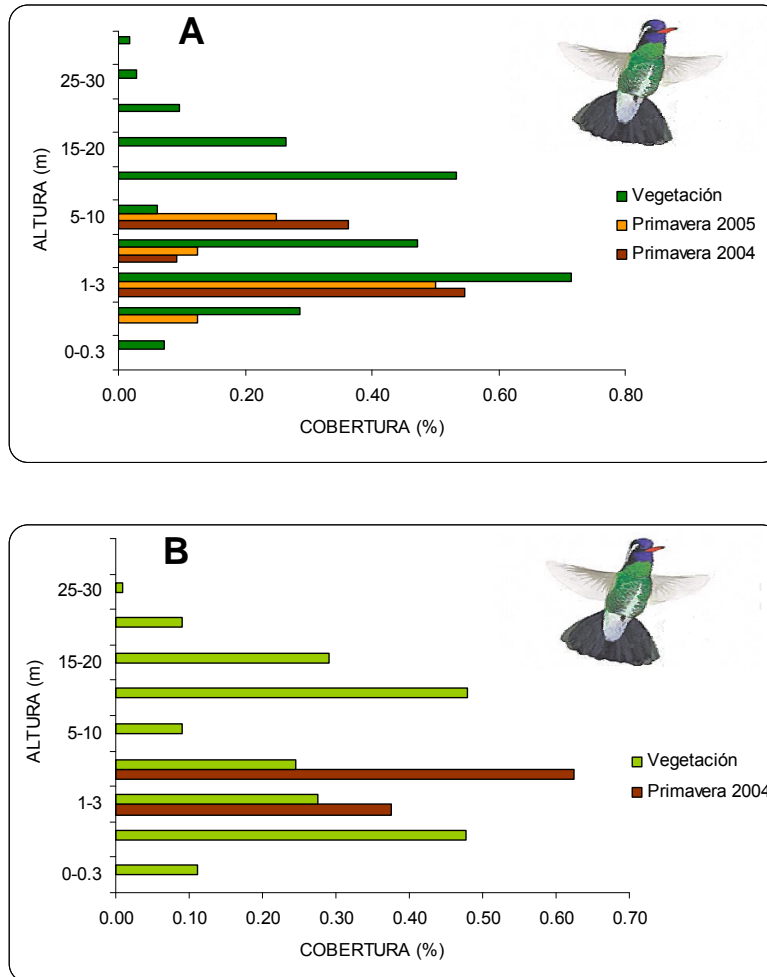 A
25-30
15-20
5-10
1-3
0-0.3
ALTURA (m)
0.00 0.20 0.40 0.60 0.80
COBERTURA (%)
Vegetación
Primavera 2005
Primavera 2004
B
25-30
15-20
5-10
1-3
0-0.3
ALTURA (m)
0.00 0.10 0.20 0.30 0.40 0.50 0.60 0.70
COBERTURA (%)
Vegetación
Primavera 2004